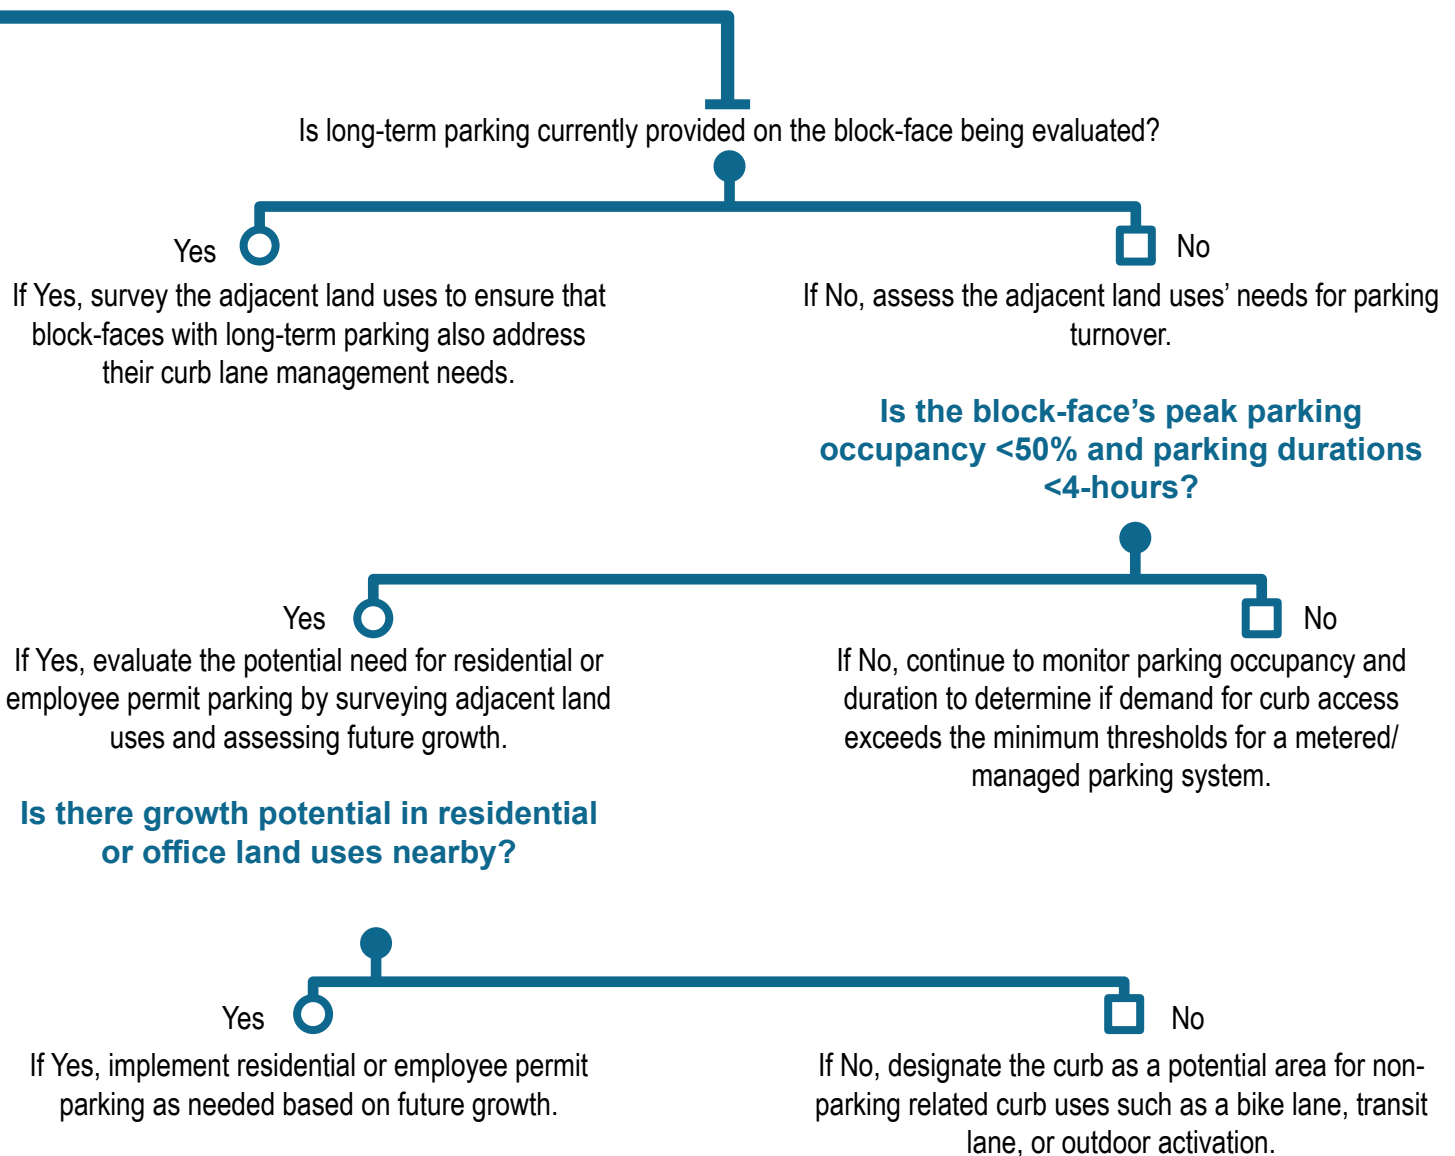 Is long-term parking currently provided on the block-face being evaluated?
Yes
If Yes, survey the adjacent land uses to ensure that
block-faces with long-term parking also address
their curb lane management needs.
No
If No, assess the adjacent land uses’ needs for parking
turnover.
Is the block-face’s peak parking
occupancy <50% and parking durations
<4-hours?
Yes
If Yes, evaluate the potential need for residential or
employee permit parking by surveying adjacent land
uses and assessing future growth.
No
If No, continue to monitor parking occupancy and
duration to determine if demand for curb access
exceeds the minimum thresholds for a metered/
managed parking system.
Is there growth potential in residential
or office land uses nearby?
Yes
If Yes, implement residential or employee permit
parking as needed based on future growth.
No
If No, designate the curb as a potential area for non-
parking related curb uses such as a bike lane, transit
lane, or outdoor activation.